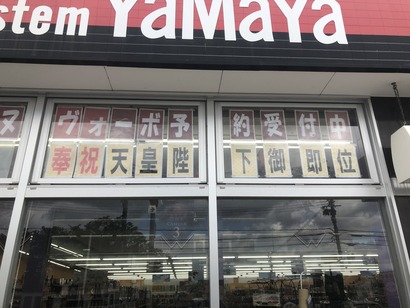 stem YaMaYa
ヌ ヴォーボ予約受付中
奉祝天皇陛下御即位